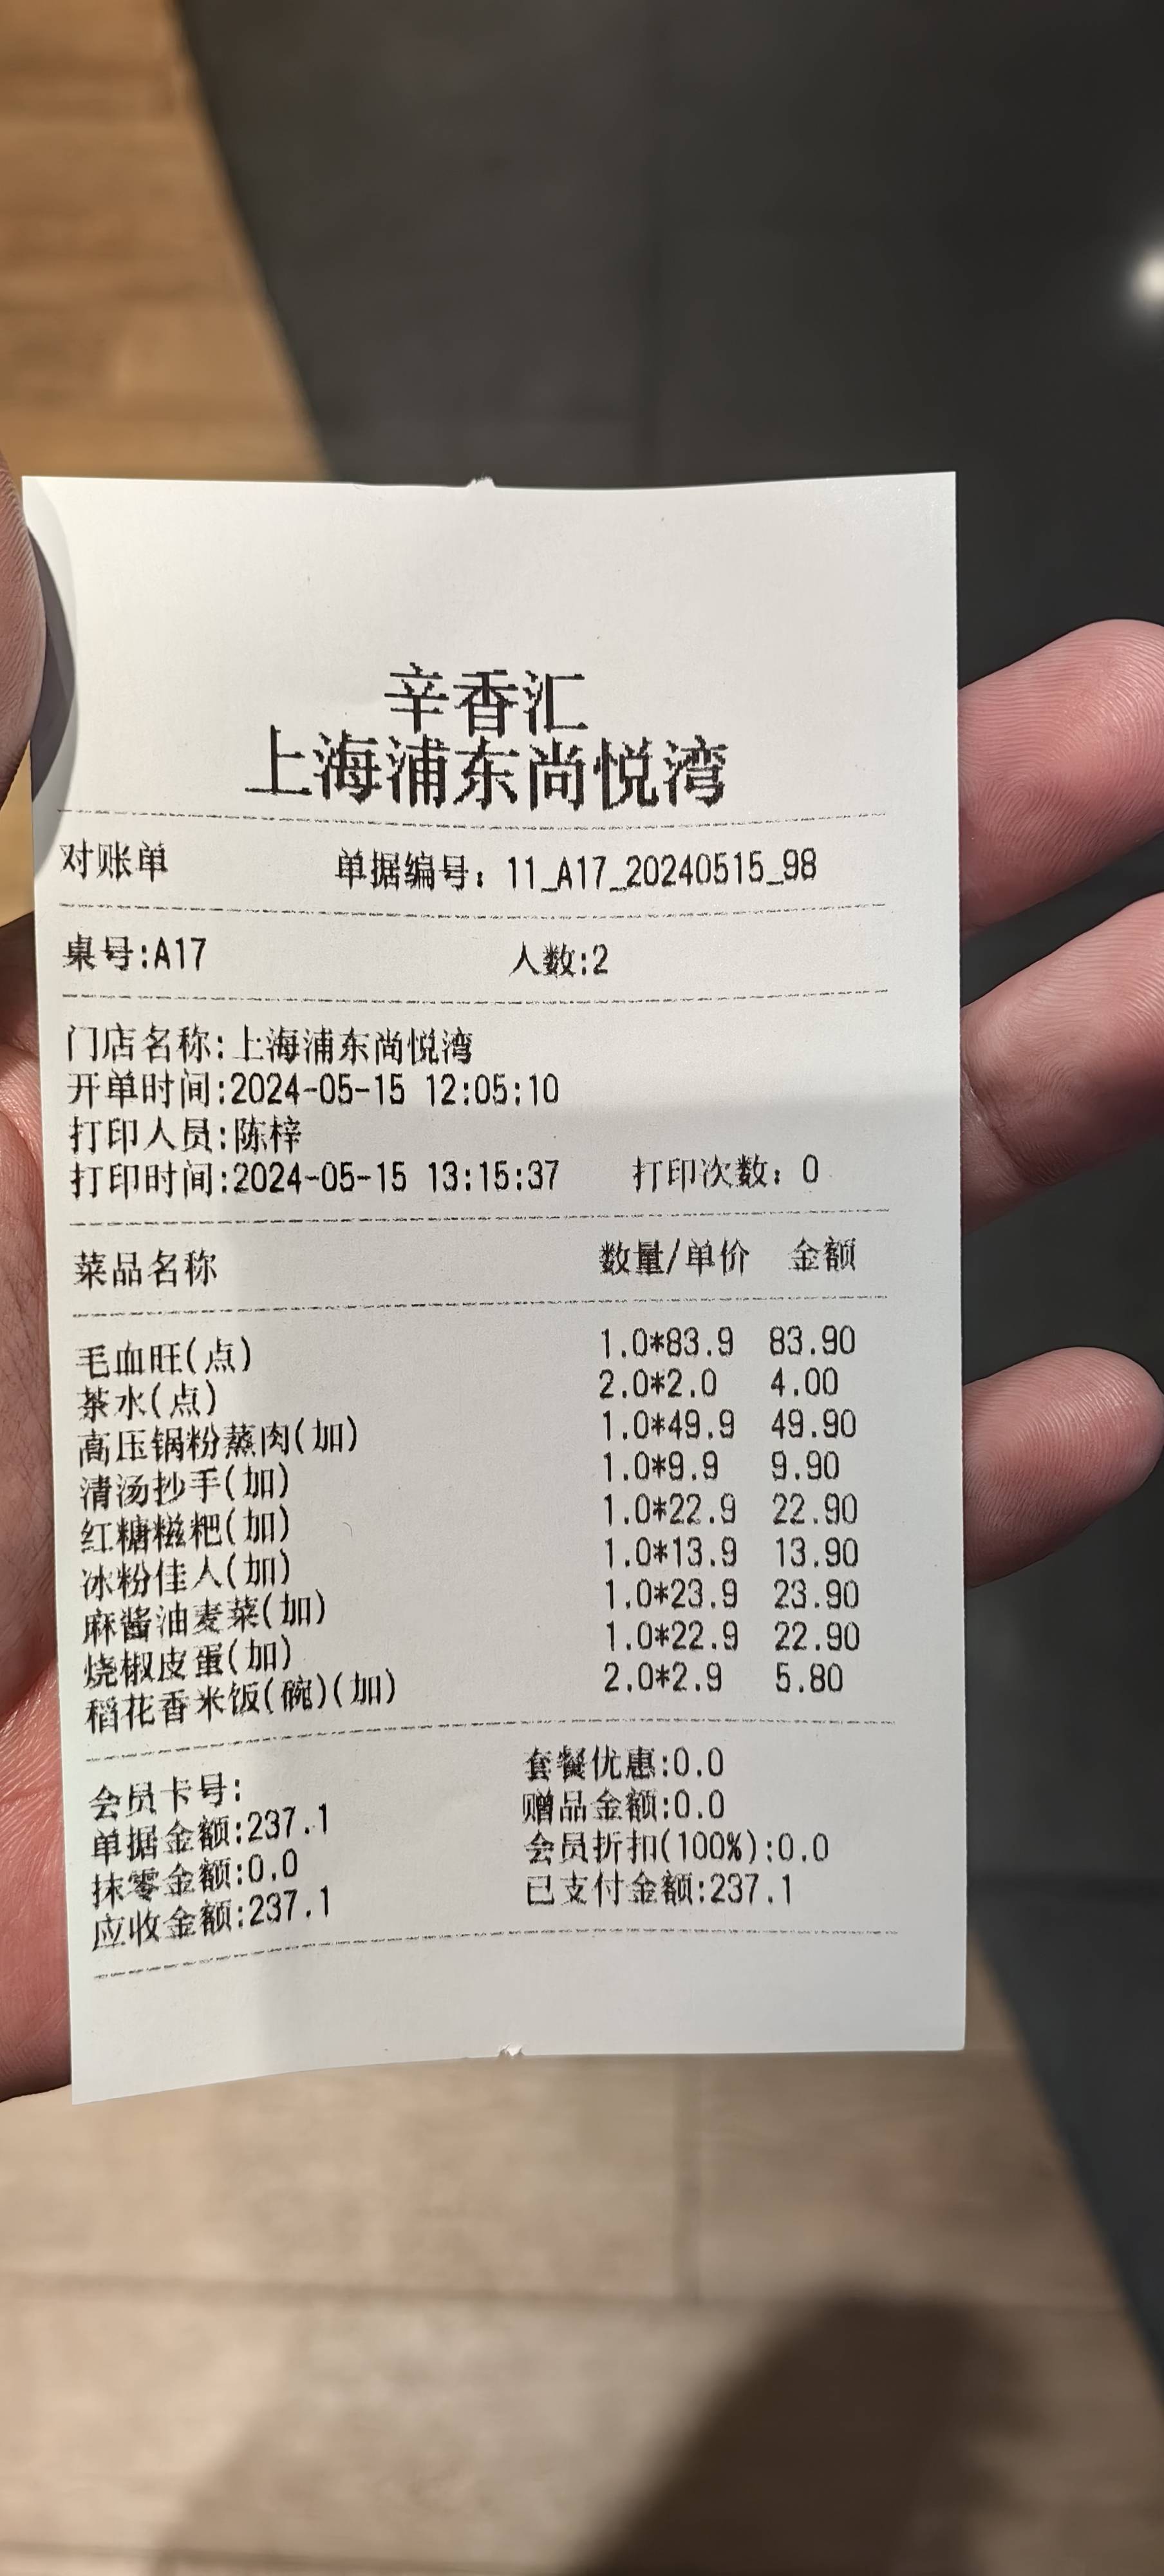 辛香汇
上海浦东尚悦湾
对账单 单据编号：11_A17_20240515_98
桌号:A17 人数:2
门店名称:上海浦东尚悦湾
开单时间:2024-05-15 12:05:10
打印人员:陈梓
打印时间:2024-05-15 13:15:37 打印次数：0
菜品名称 数量/单价 金额
毛血旺(点) 1.0*83.9 83.90
茶水(点) 2.0*2.0 4.00
高压锅粉蒸肉(加) 1.0*49.9 49.90
清汤抄手(加) 1.0*9.9 9.90
红糖糍粑(加) 1.0*22.9 22.90
冰粉佳人(加) 1.0*13.9 13.90
麻酱油麦菜(加) 1.0*23.9 23.90
烧椒皮蛋(加) 1.0*22.9 22.90
稻花香米饭(碗)(加) 2.0*2.9 5.80
会员卡号: 套餐优惠:0.0
单据金额:237.1 赠品金额:0.0
抹零金额:0.0 会员折扣(100%):0.0
应收金额:237.1 已支付金额:237.1